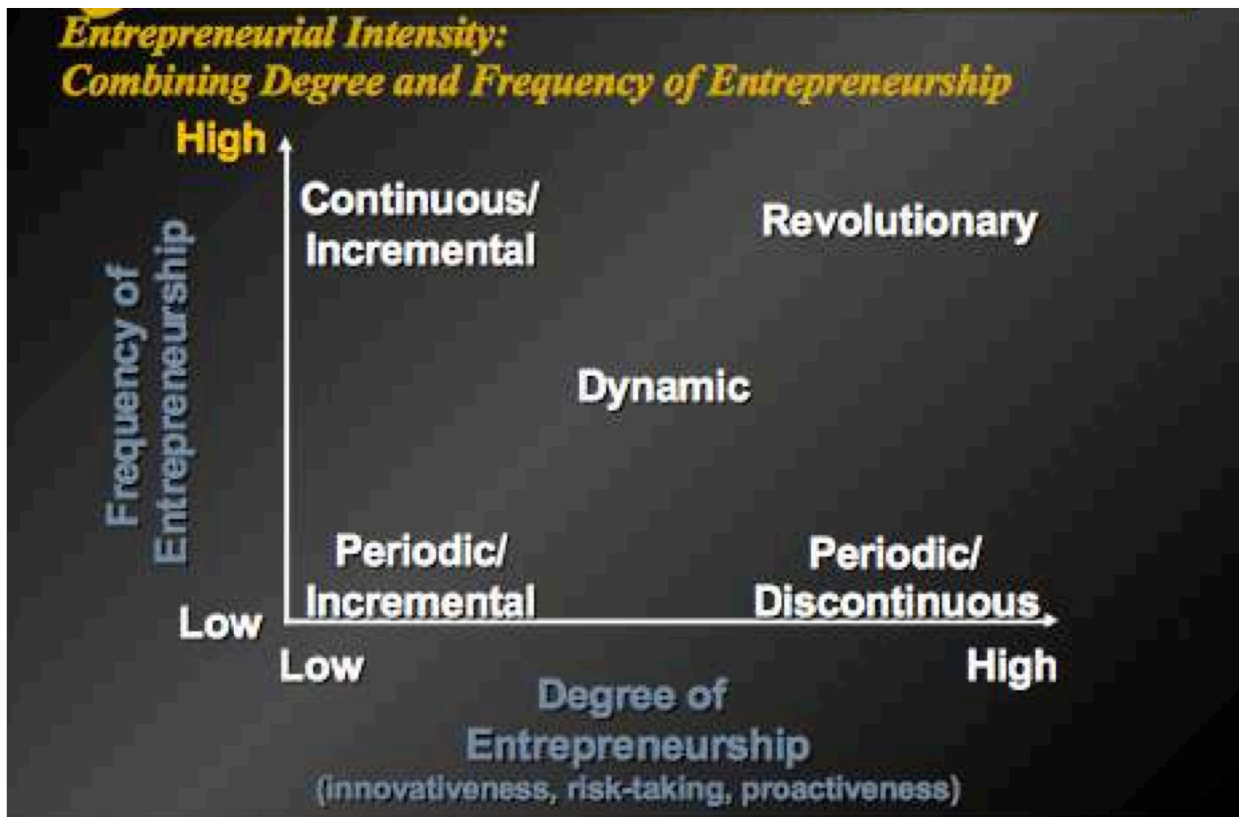 Entrepreneurial Intensity:
Combining Degree and Frequency of Entrepreneurship
High
Continuous/
Incremental
Revolutionary
Frequency of
Entrepreneurship
Dynamic
Periodic/
Incremental
Periodic/
Discontinuous
Low
Low
High
Degree of
Entrepreneurship
(innovativeness, risk-taking, proactiveness)